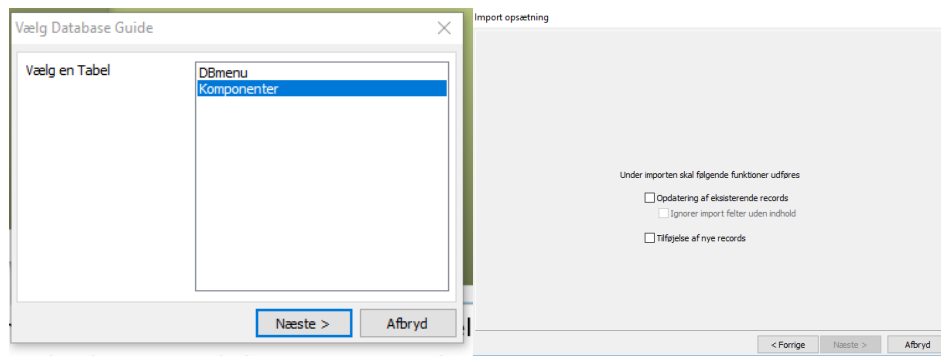 Vælg Database Guide
Vælg en Tabel
DBmenu
Komponenter
Næste >
Afbryd
Import opsætning
Under importen skal følgende funktioner udføres
Opdatering af eksisterende records
Ignorer import felter uden indhold
Tilføjelse af nye records
< Forrige
Næste >
Afbryd